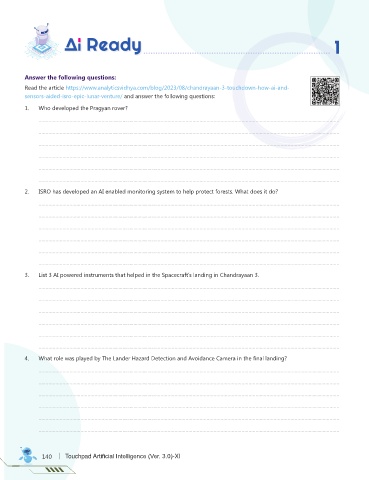 Ai Ready
1
Answer the following questions:
Read the article https://www.analyticsvidhya.com/blog/2023/08/chandrayaan-3-touchdown-how-ai-and-
sensors-aided-isro-epic-lunar-venture/ and answer the following questions:
1. Who developed the Pragyan rover?
2. ISRO has developed an AI enabled monitoring system to help protect forests. What does it do?
3. List 3 AI powered instruments that helped in the Spacecraft's landing in Chandrayaan 3.
4. What role was played by The Lander Hazard Detection and Avoidance Camera in the final landing?
140 | Touchpad Artificial Intelligence (Ver. 3.0)-XI